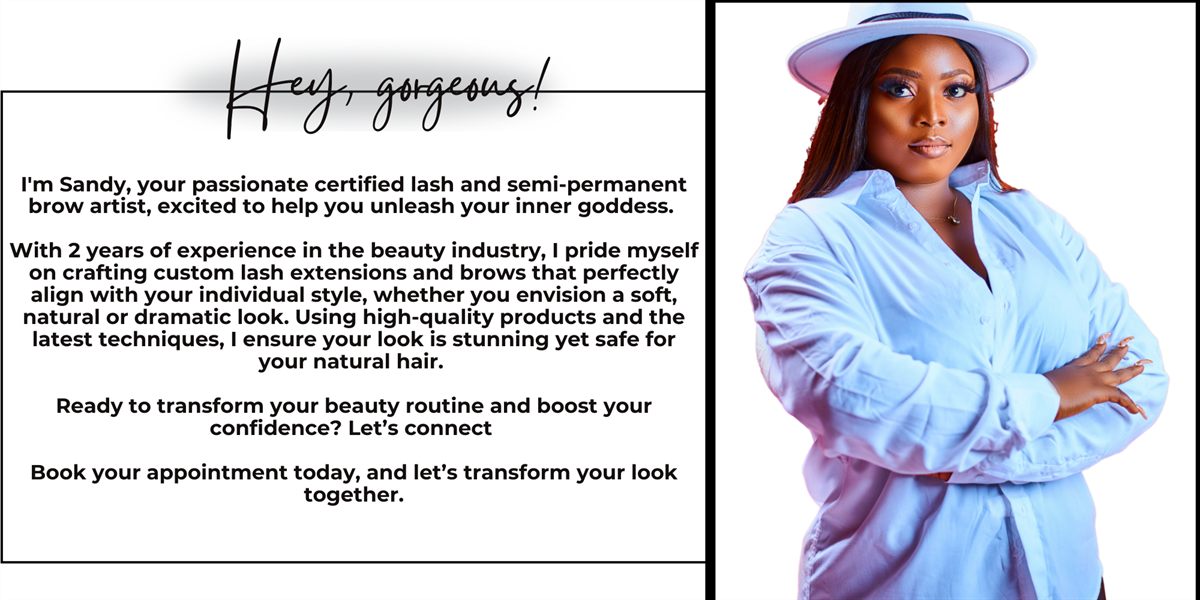 Hey, gorgeous!
I'm Sandy, your passionate certified lash and semi-permanent
brow artist, excited to help you unleash your inner goddess.
With 2 years of experience in the beauty industry, I pride myself
on crafting custom lash extensions and brows that perfectly
align with your individual style, whether you envision a soft,
natural or dramatic look. Using high-quality products and the
latest techniques, I ensure your look is stunning yet safe for
your natural hair.
Ready to transform your beauty routine and boost your
confidence? Let’s connect
Book your appointment today, and let’s transform your look
together.